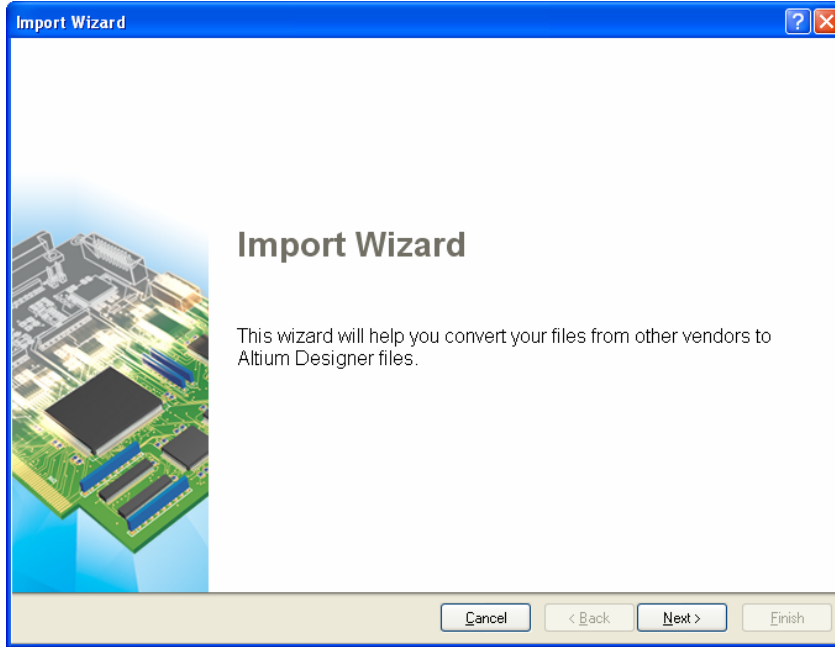 Import Wizard
Import Wizard
This wizard will help you convert your files from other vendors to
Altium Designer files.
Cancel < Back Next > Finish